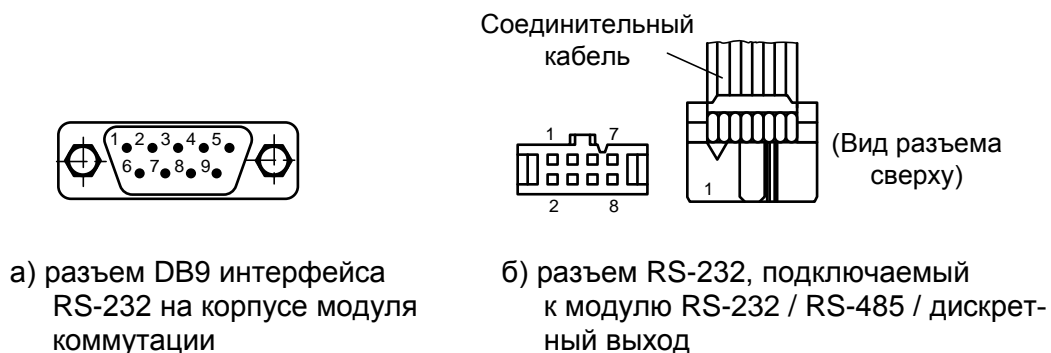 Соединительный
кабель
1 2 3 4 5
6 7 8 9
1 7
2 8
1
(Вид разъема
сверху)
а) разъем DB9 интерфейса
RS-232 на корпусе модуля
коммутации
б) разъем RS-232, подключаемый
к модулю RS-232 / RS-485 / дискрет-
ный выход